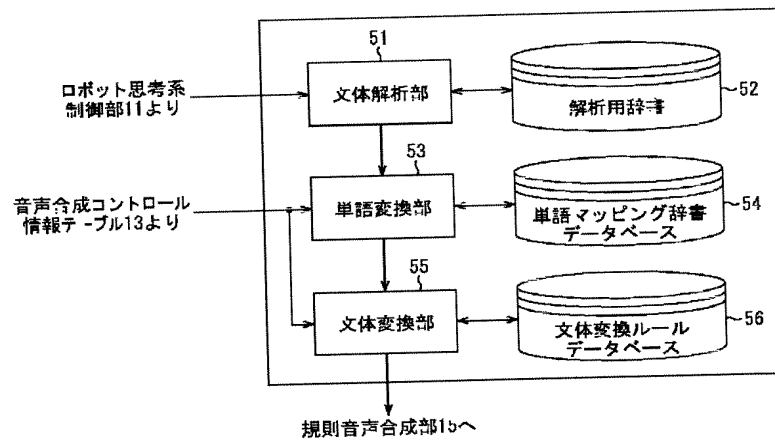 51
ロボット思考系
制御部11より
文体解析部
解析用辞書
52
53
音声合成コントロール
情報テーブル13より
単語変換部
単語マッピング辞書
データベース
54
55
文体変換部
文体変換ルール
データベース
56
規則音声合成部15へ